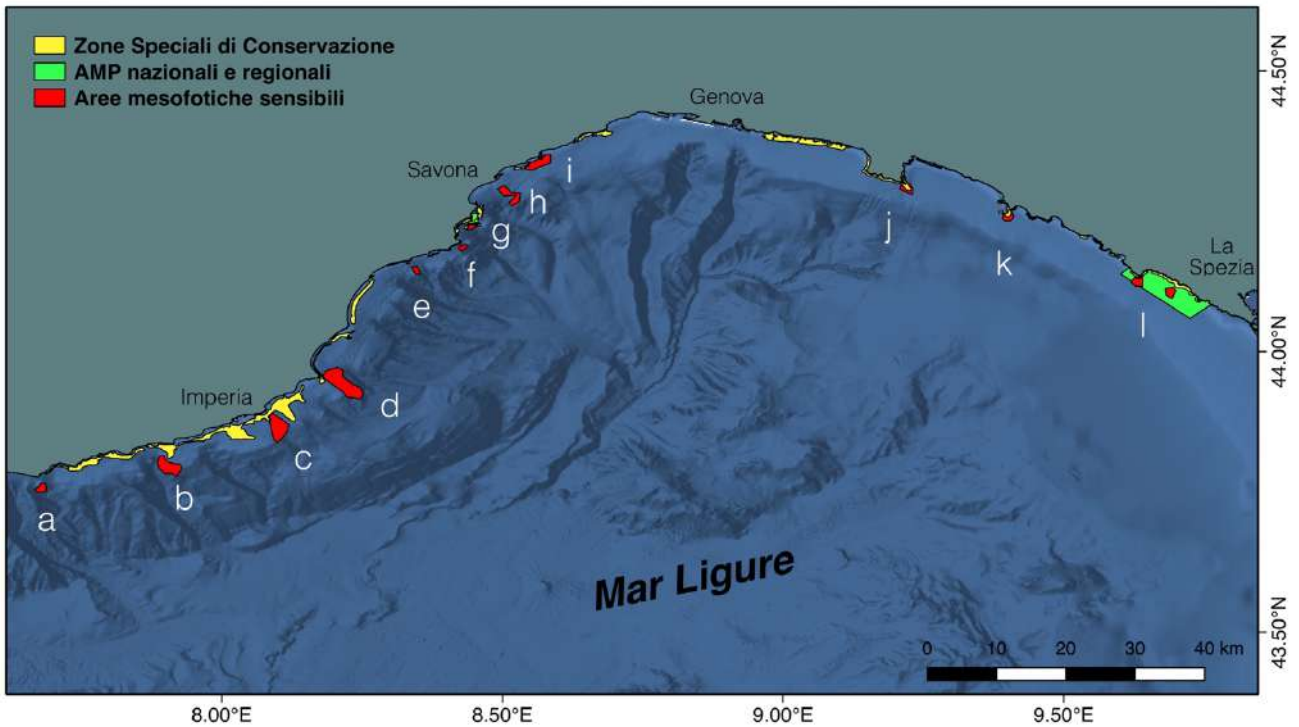 Zone Speciali di Conservazione
AMP nazionali e regionali
Aree mesofotiche sensibili
Genova
Savona
i
h
g
f
e
j
k
La
Spezia
l
Imperia
d
c
b
a
Mar Ligure
0 10 20 30 40 km
44.50°N
44.00°N
43.50°N
8.00°E 8.50°E 9.00°E 9.50°E